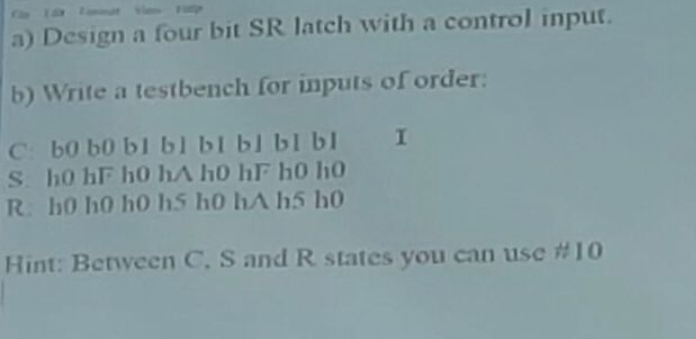 a) Design a four bit SR latch with a control input.
b) Write a testbench for inputs of order:
C: b0 b0 b1 b1 b1 b1 b1 b1
S: h0 hF h0 hA h0 hF h0 h0
R: h0 h0 h0 h5 h0 hA h5 h0
Hint: Between C, S and R states you can use #10